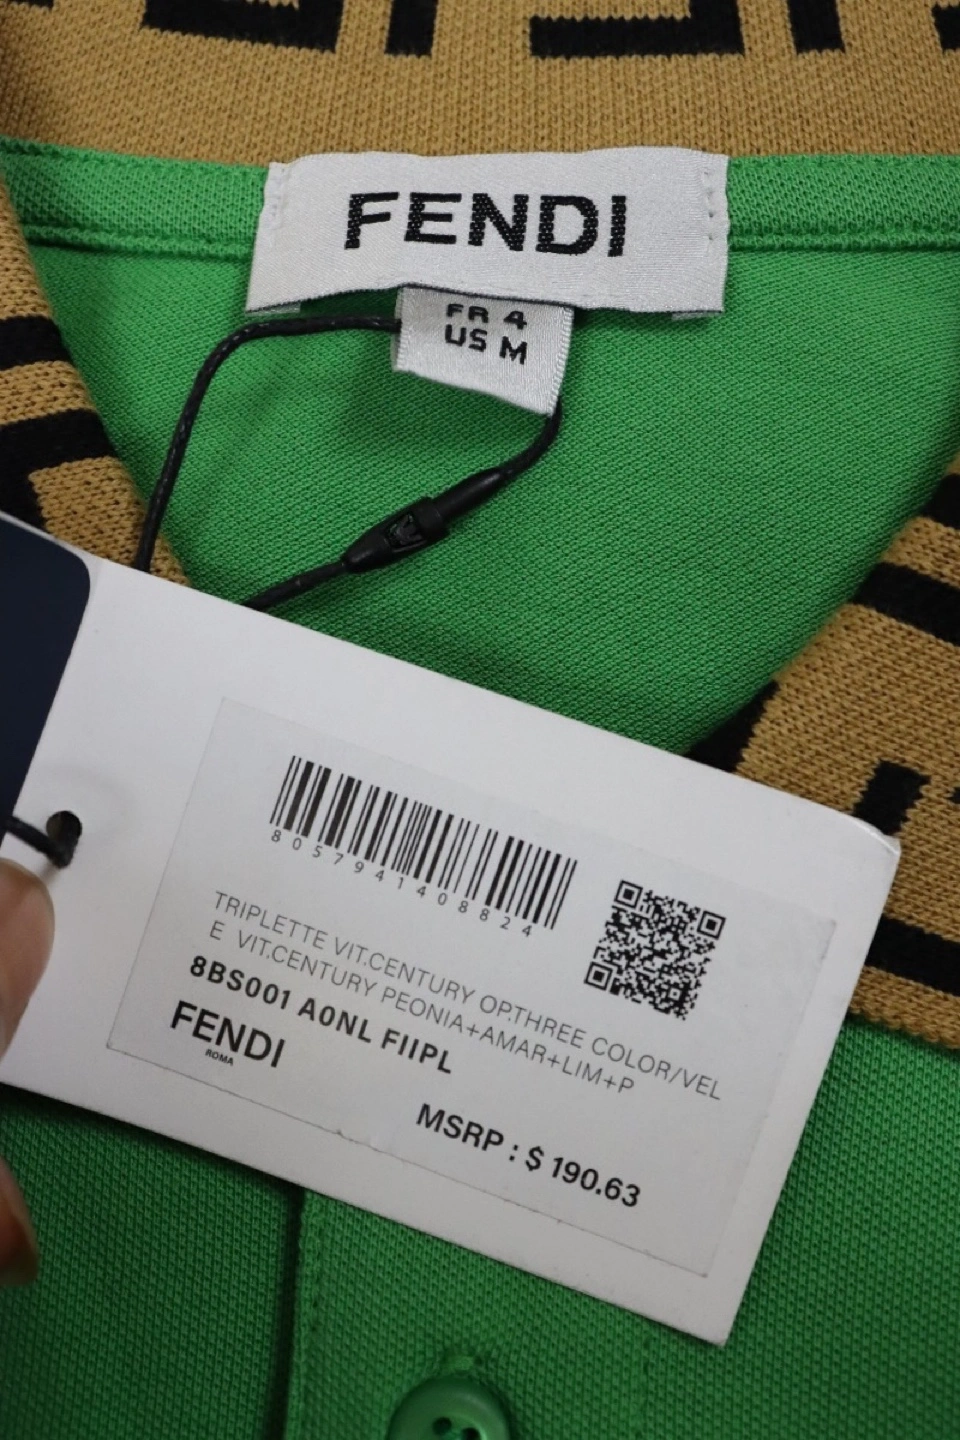 FENDI
FR 4
US M
8057941408824
TRIPLETTE VIT.CENTURY OP.THREE COLOR/VEL
E VIT.CENTURY PEONIA+AMAR+LIM+P
8BS001 A0NL FIIPL
FENDI
ROMA
MSRP : $ 190.63